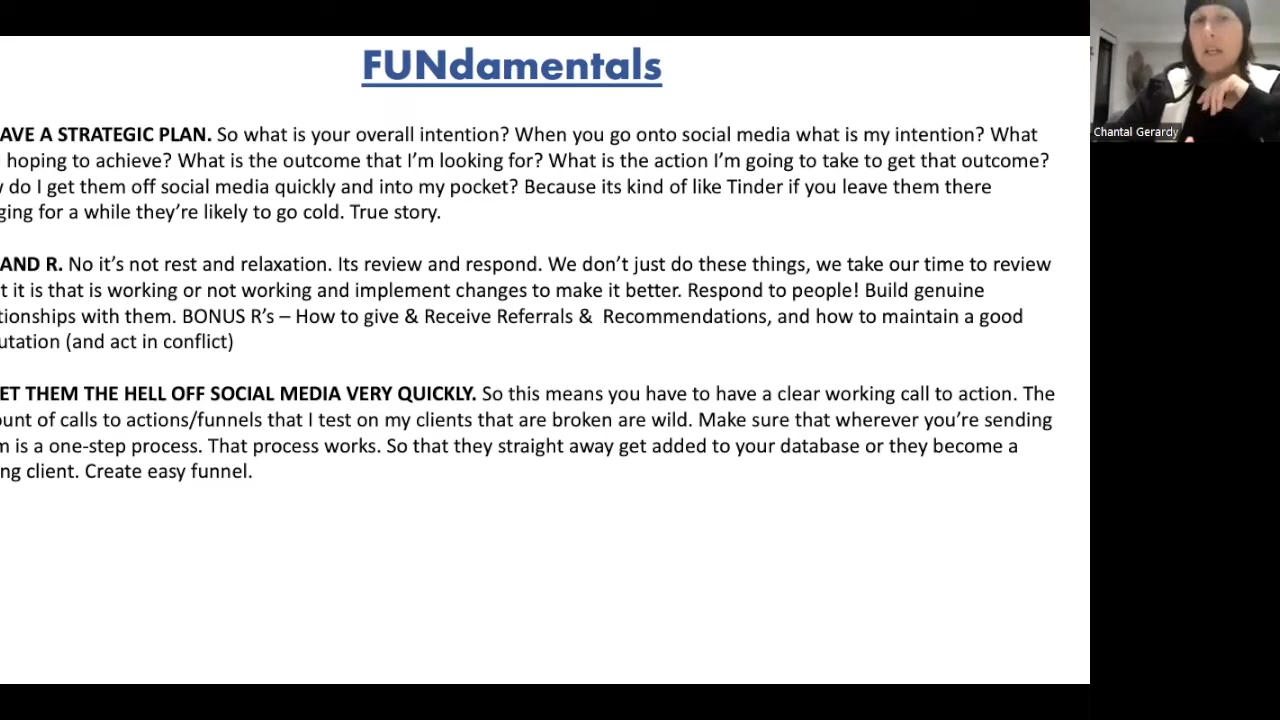 FUNdamentals
AVE A STRATEGIC PLAN. So what is your overall intention? When you go onto social media what is my intention? What
hoping to achieve? What is the outcome that I'm looking for? What is the action I'm going to take to get that outcome?
do I get them off social media quickly and into my pocket? Because its kind of like Tinder if you leave them there
ging for a while they're likely to go cold. True story.
AND R. No it's not rest and relaxation. Its review and respond. We don't just do these things, we take our time to review
t it is that is working or not working and implement changes to make it better. Respond to people! Build genuine
tionships with them. BONUS R's – How to give & Receive Referrals & Recommendations, and how to maintain a good
utation (and act in conflict)
ET THEM THE HELL OFF SOCIAL MEDIA VERY QUICKLY. So this means you have to have a clear working call to action. The
unt of calls to actions/funnels that I test on my clients that are broken are wild. Make sure that wherever you're sending
m is a one-step process. That process works. So that they straight away get added to your database or they become a
ng client. Create easy funnel.
Chantal Gerardy